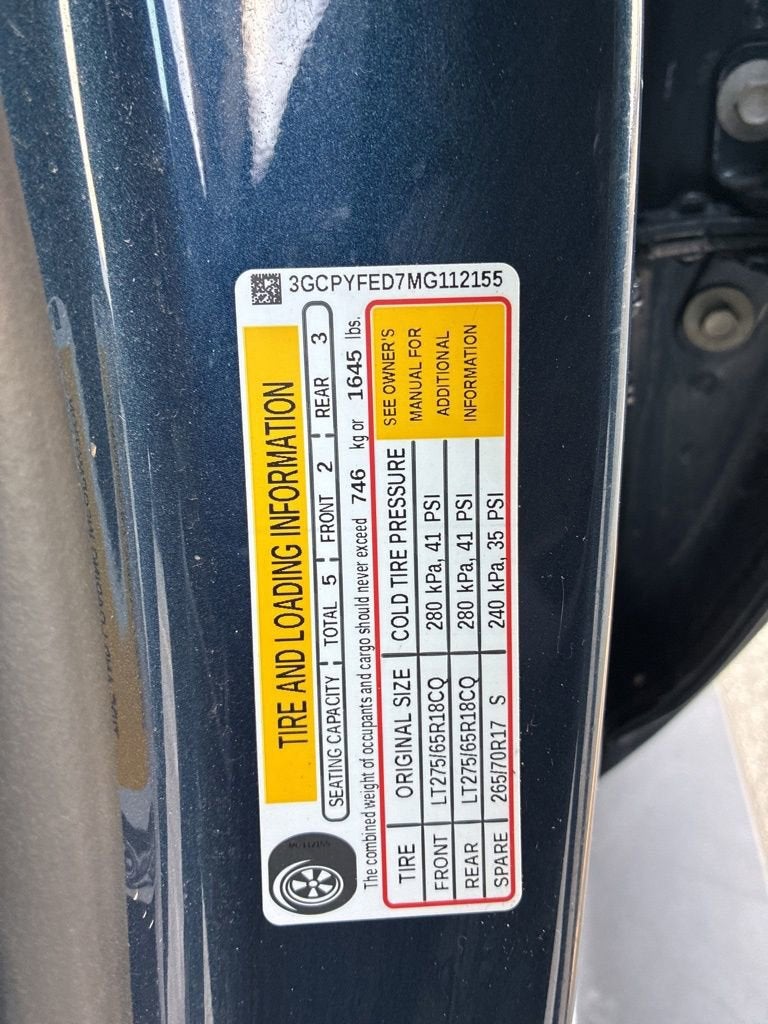 3GCPYFED7MG112155
TIRE AND LOADING INFORMATION
SEATING CAPACITY TOTAL 5 FRONT 2 REAR 3
The combined weight of occupants and cargo should never exceed 746 kg or 1645 lbs.
TIRE ORIGINAL SIZE COLD TIRE PRESSURE
FRONT LT275/65R18CQ 280 kPa, 41 PSI
REAR LT275/65R18CQ 280 kPa, 41 PSI
SPARE 265/70R17 S 240 kPa, 35 PSI
SEE OWNER'S
MANUAL FOR
ADDITIONAL
INFORMATION